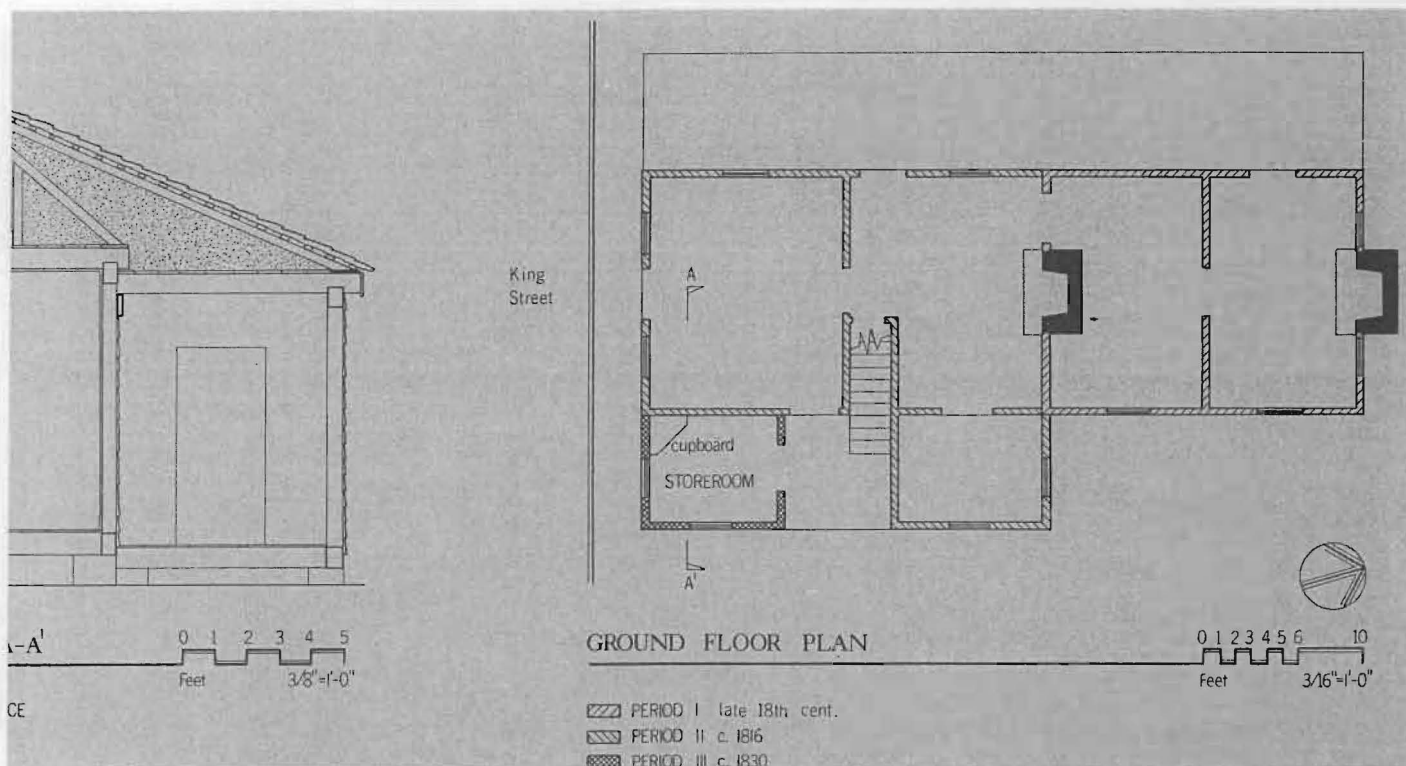 King
Street
A
cupboard
STOREROOM
A'
A-A'
0 1 2 3 4 5
Feet 3/8"=1'-0"
CE
GROUND FLOOR PLAN
0 1 2 3 4 5 6 10
Feet 3/16"=1'-0"
PERIOD I late 18th cent.
PERIOD II c. 1816
PERIOD III c. 1830